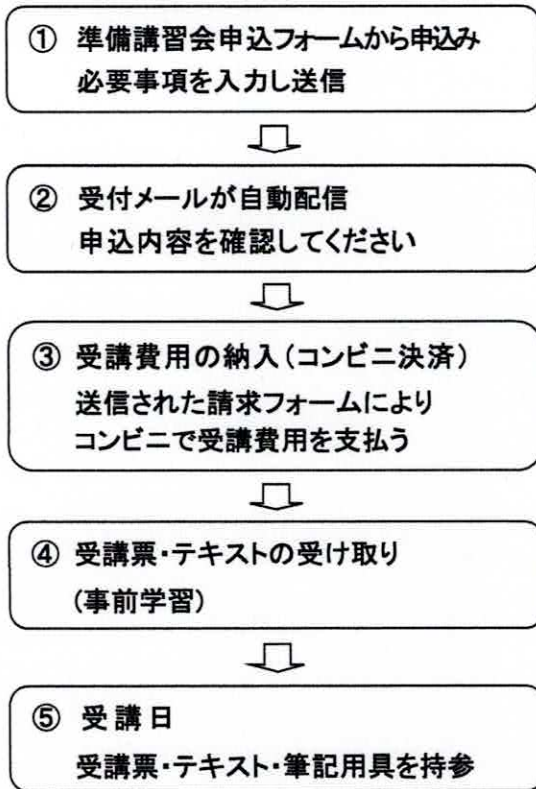 ① 準備講習会申込フォームから申込み
必要事項を入力し送信
② 受付メールが自動配信
申込内容を確認してください
③ 受講費用の納入(コンビニ決済)
送信された請求フォームにより
コンビニで受講費用を支払う
④ 受講票・テキストの受け取り
(事前学習)
⑤ 受講日
受講票・テキスト・筆記用具を持参